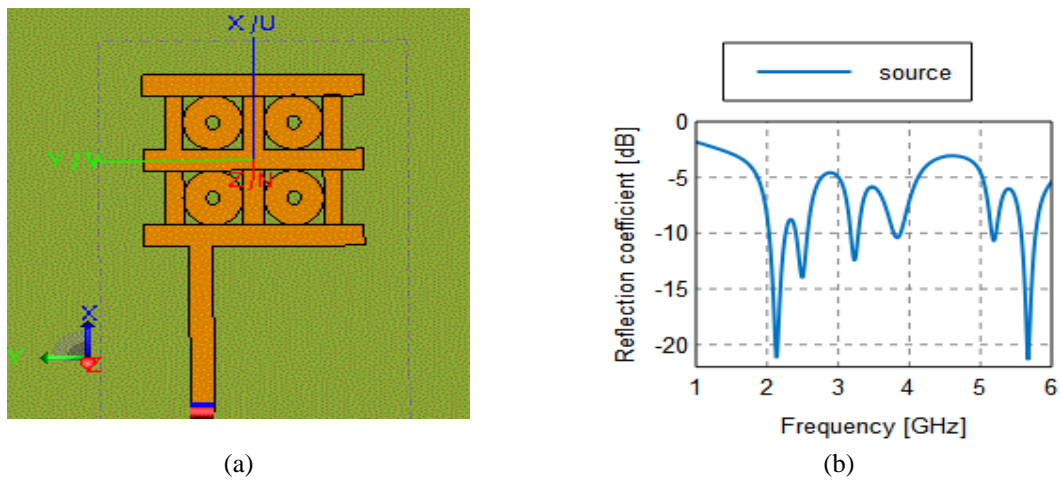 X /U
Y / V
Z /N
X
Y
Z
(a)
source
Reflection coefficient [dB]
0
-5
-10
-15
-20
1 2 3 4 5 6
Frequency [GHz]
(b)